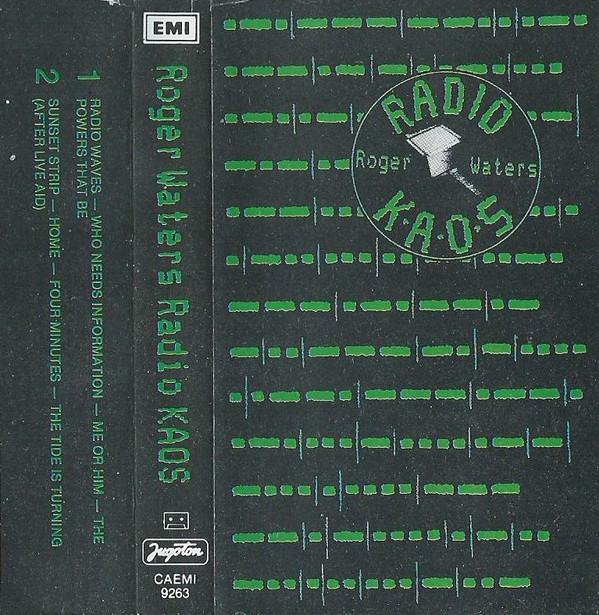 1
RADIO WAVES — WHO NEEDS INFORMATION — ME OR HIM — THE
POWERS THAT BE
2
SUNSET STRIP — HOME — FOUR MINUTES — THE TIDE IS TURNING
(AFTER LIVE AID)
EMI
Roger Waters Radio KAOS
Jugoton
CAEMI
9263
RADIO
Roger Waters
K·A·O·S